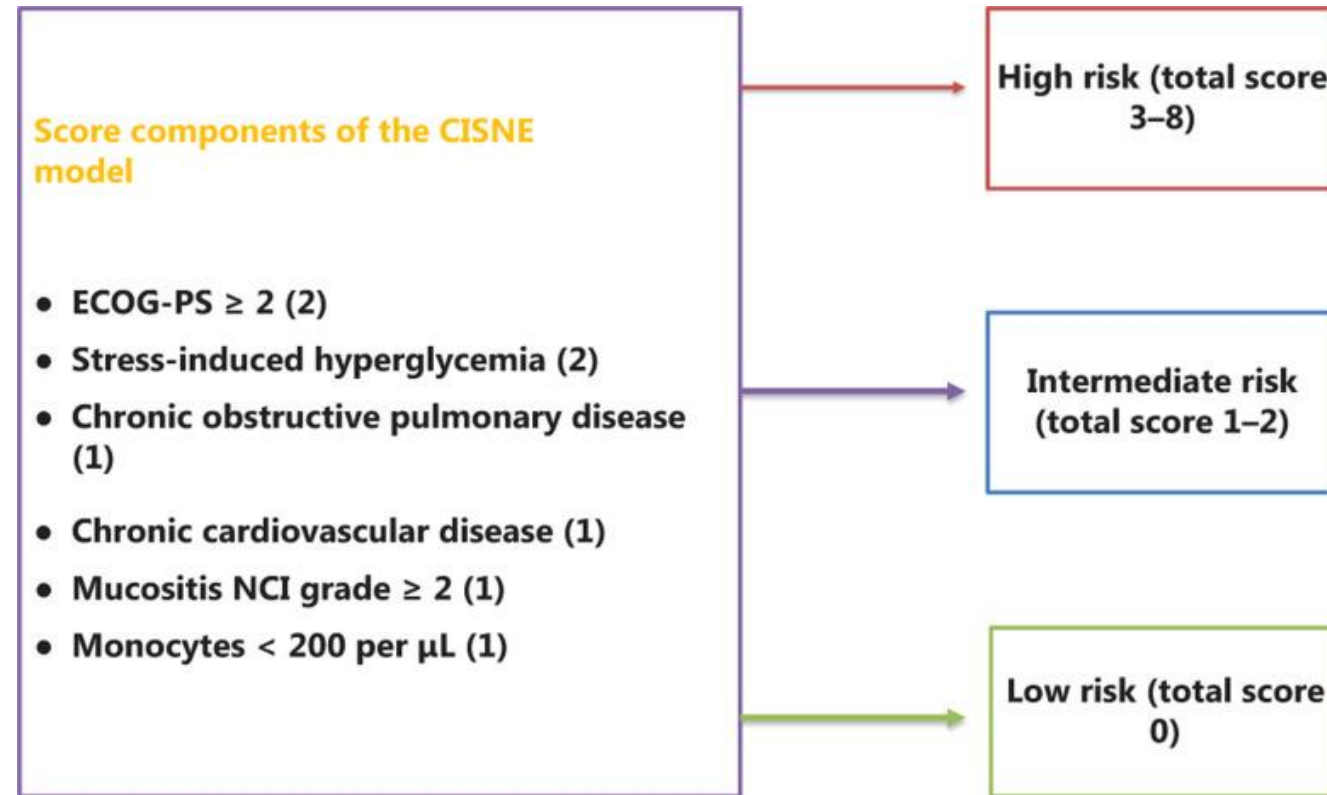 Score components of the CISNE
model
● ECOG-PS ≥ 2 (2)
● Stress-induced hyperglycemia (2)
● Chronic obstructive pulmonary disease
(1)
● Chronic cardiovascular disease (1)
● Mucositis NCI grade ≥ 2 (1)
● Monocytes < 200 per µL (1)
High risk (total score
3–8)
Intermediate risk
(total score 1–2)
Low risk (total score
0)